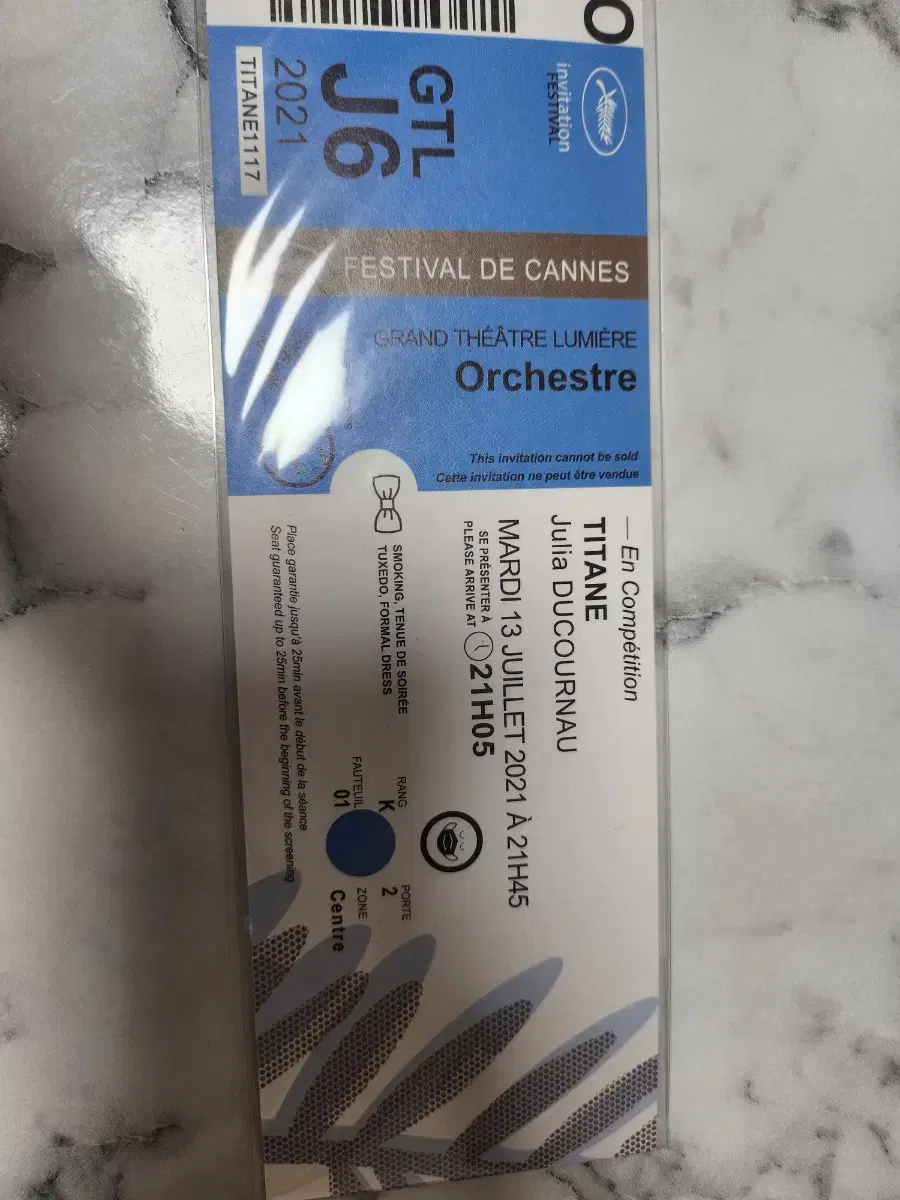 O
invitation
FESTIVAL
GTL
J6
2021
TITANE1117
FESTIVAL DE CANNES
GRAND THÉÂTRE LUMIÈRE
Orchestre
This invitation cannot be sold
Cette invitation ne peut être vendue
—En Compétition
TITANE
Julia DUCOURNAU
MARDI 13 JUILLET 2021 À 21H45
SE PRÉSENTER À
PLEASE ARRIVE AT
21H05
SMOKING, TENUE DE SOIRÉE
TUXEDO, FORMAL DRESS
RANG
K
PORTE
2
FAUTEUIL
01
ZONE
Centre
Place garantie jusqu'à 25min avant le début de la séance
Seat guaranteed up to 25min before the beginning of the screening